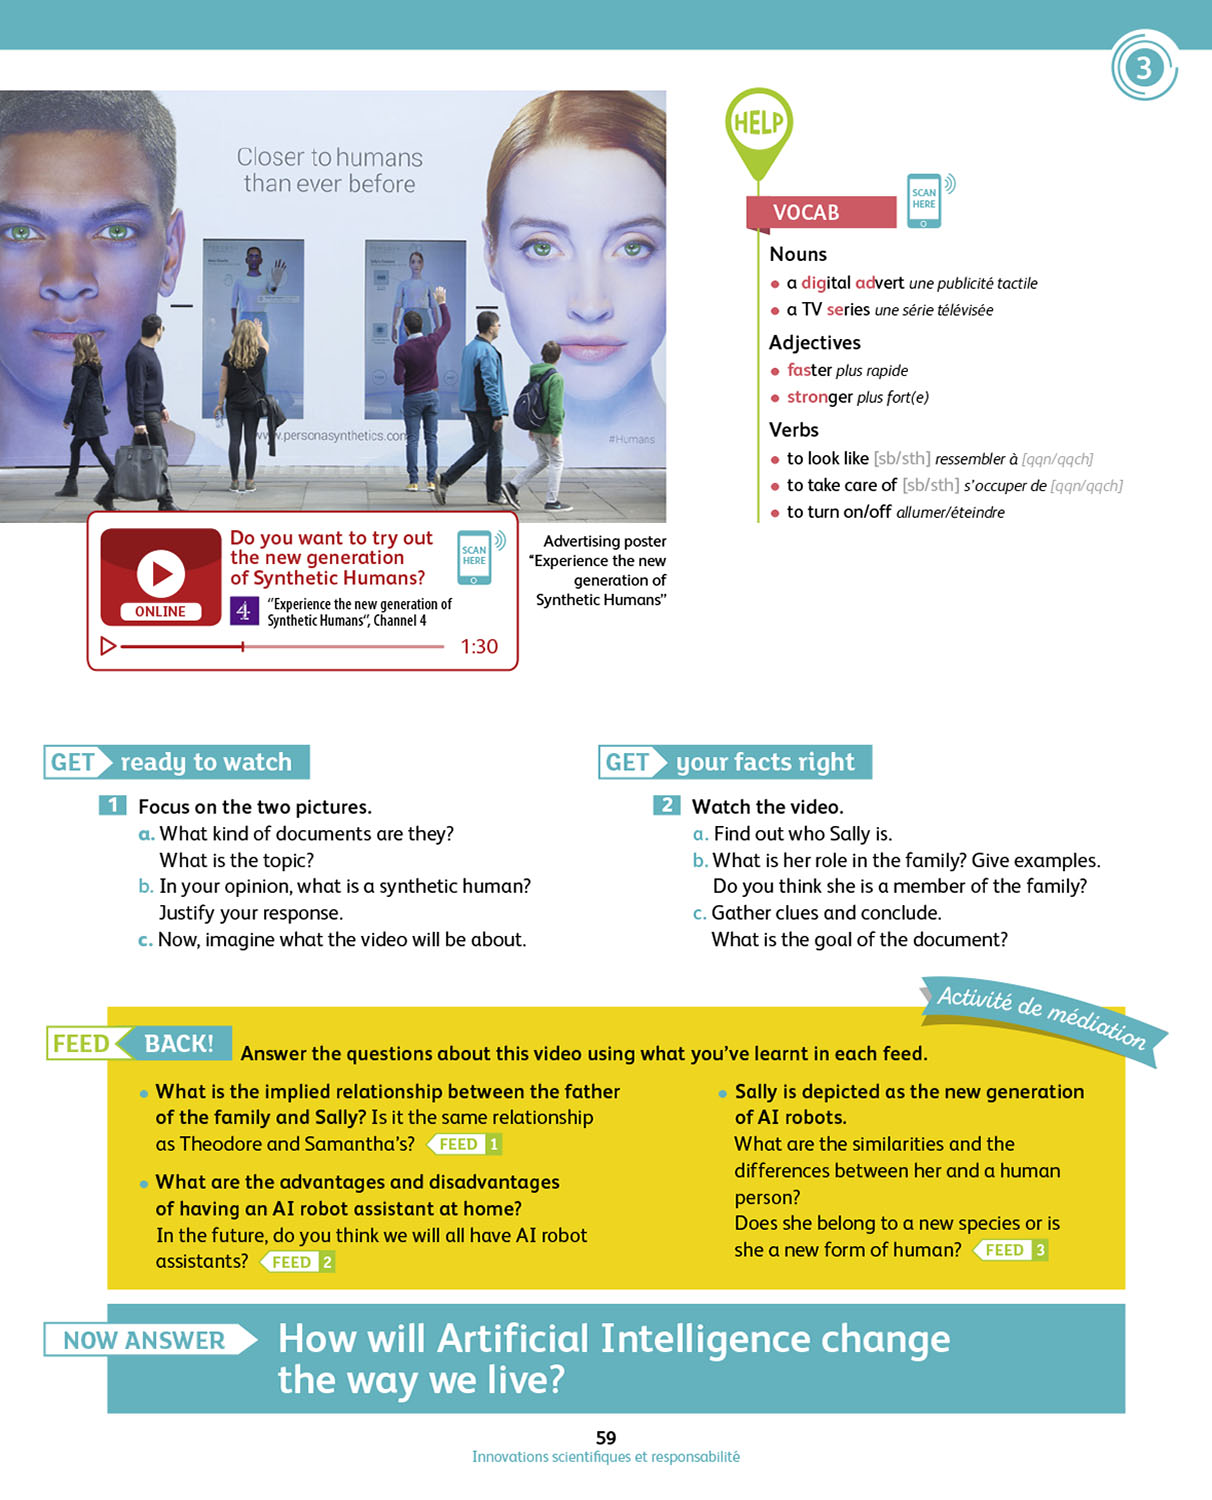 3
Closer to humans
than ever before
www.personasynthetics.com
#Humans
HELP
VOCAB
SCAN
HERE
Nouns
• a digital advert une publicité tactile
• a TV series une série télévisée
Adjectives
• faster plus rapide
• stronger plus fort(e)
Verbs
• to look like [sb/sth] ressembler à [qqn/qqch]
• to take care of [sb/sth] s'occuper de [qqn/qqch]
• to turn on/off allumer/éteindre
ONLINE
Do you want to try out
the new generation
of Synthetic Humans?
SCAN
HERE
4
“Experience the new generation of
Synthetic Humans”, Channel 4
1:30
Advertising poster
“Experience the new
generation of
Synthetic Humans”
GET ready to watch
1 Focus on the two pictures.
a. What kind of documents are they?
What is the topic?
b. In your opinion, what is a synthetic human?
Justify your response.
c. Now, imagine what the video will be about.
GET your facts right
2 Watch the video.
a. Find out who Sally is.
b. What is her role in the family? Give examples.
Do you think she is a member of the family?
c. Gather clues and conclude.
What is the goal of the document?
Activité de médiation
FEED BACK!
Answer the questions about this video using what you've learnt in each feed.
• What is the implied relationship between the father
of the family and Sally? Is it the same relationship
as Theodore and Samantha's? FEED 1
• What are the advantages and disadvantages
of having an AI robot assistant at home?
In the future, do you think we will all have AI robot
assistants? FEED 2
• Sally is depicted as the new generation
of AI robots.
What are the similarities and the
differences between her and a human
person?
Does she belong to a new species or is
she a new form of human? FEED 3
NOW ANSWER
How will Artificial Intelligence change
the way we live?
59
Innovations scientifiques et responsabilité